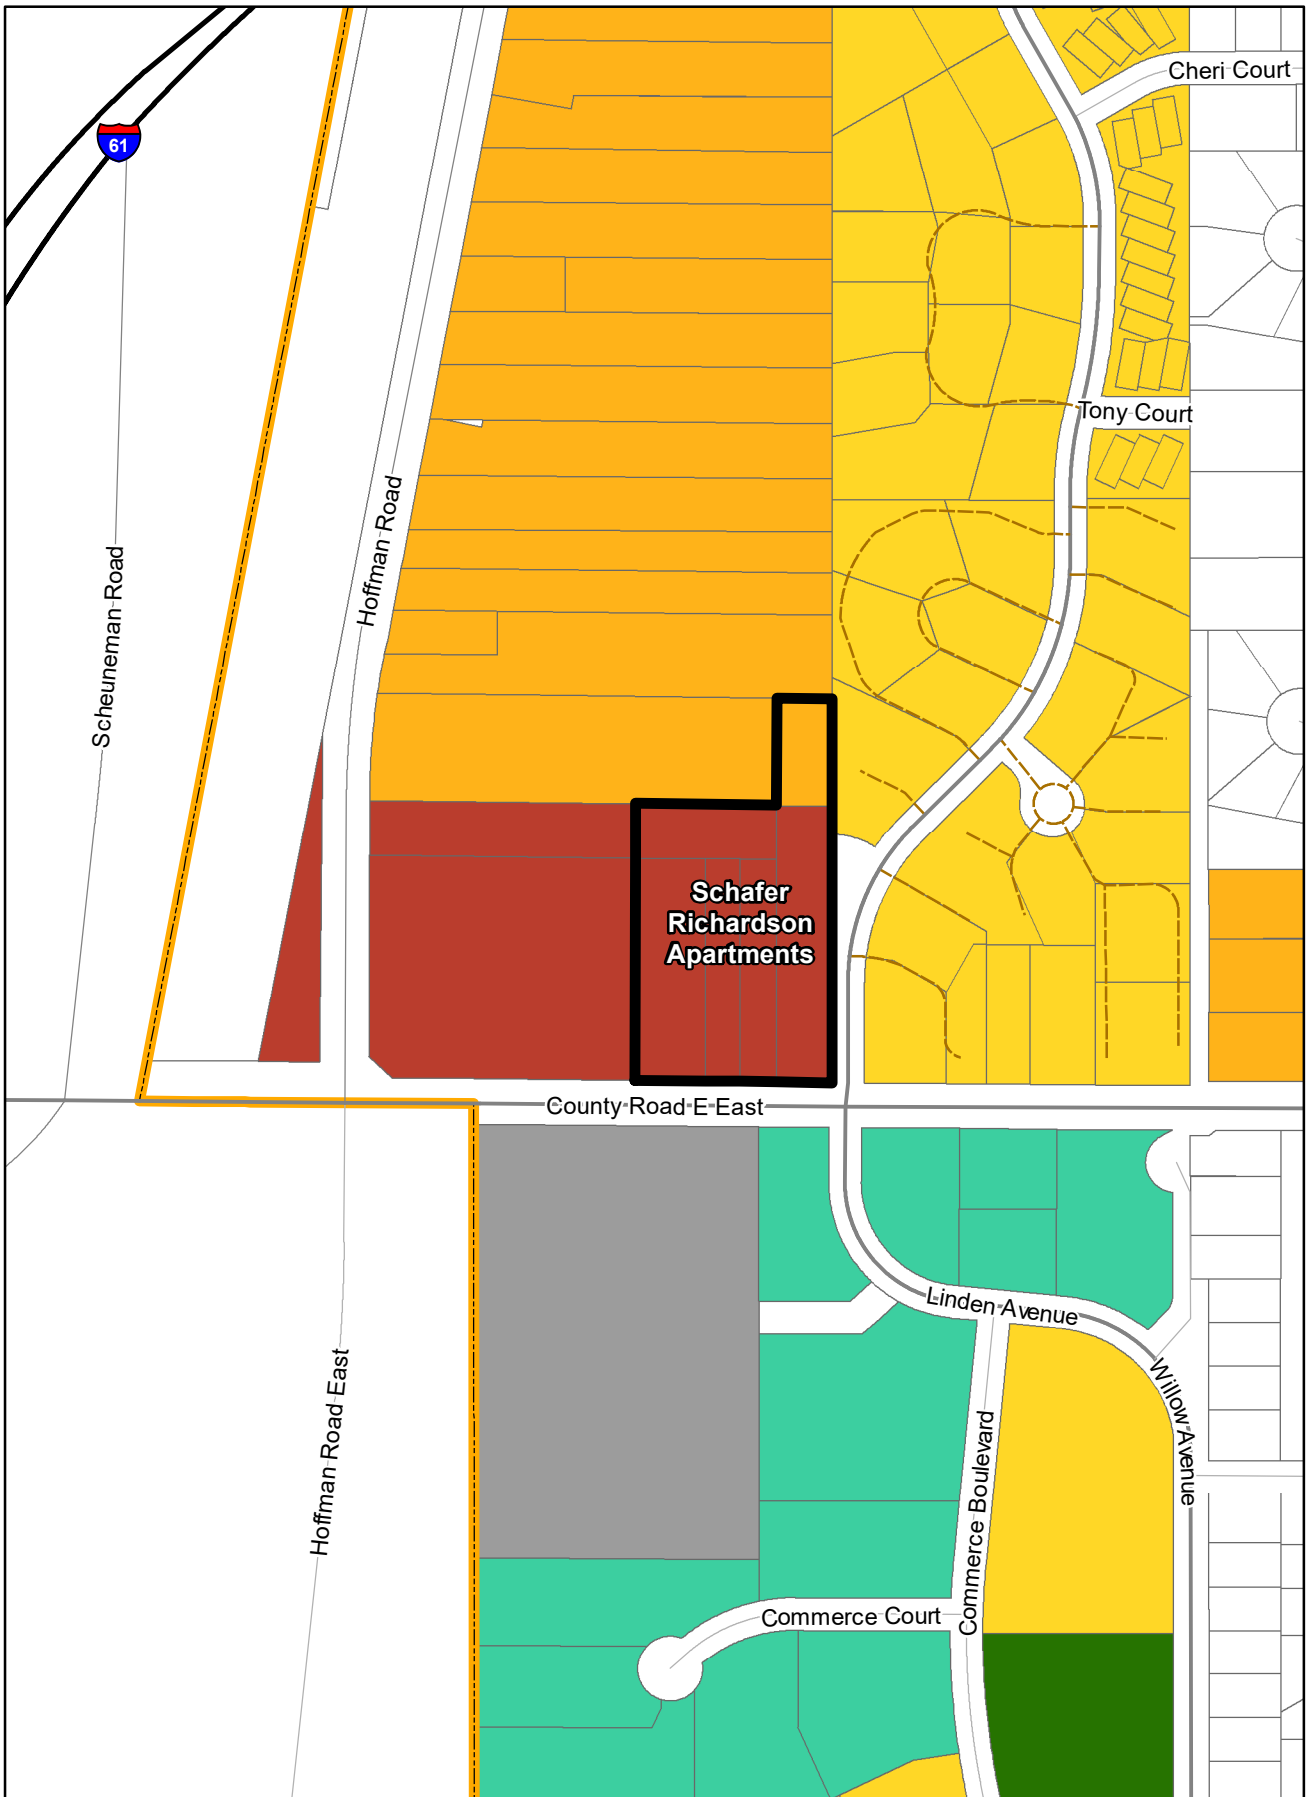 Cheri Court
61
Tony Court
Hoffman Road
Scheuneman Road
Schafer
Richardson
Apartments
County Road E East
Linden Avenue
Willow Avenue
Hoffman Road East
Commerce Boulevard
Commerce Court